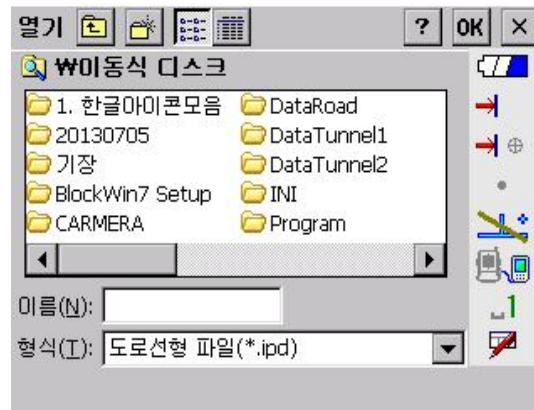 열기 ? OK ×
₩이동식 디스크
1. 한글아이콘모음 DataRoad
20130705 DataTunnel1
기장 DataTunnel2
BlockWin7 Setup INI
CARMERA Program
이름(N):
1
형식(T): 도로선형 파일(*.ipd)